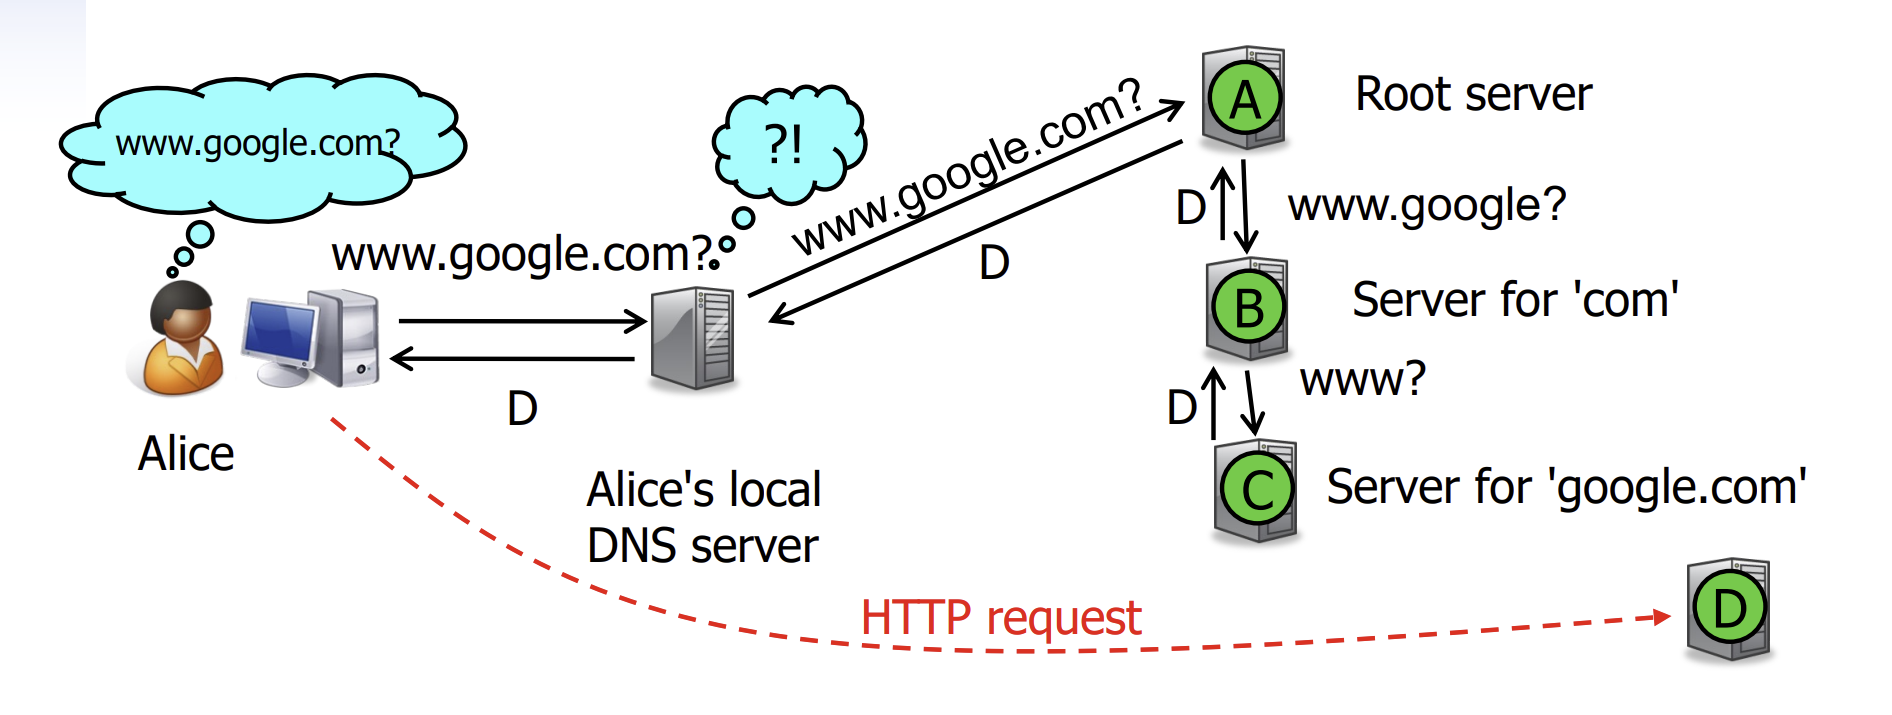 www.google.com?
?!
www.google.com?
A
Root server
D
www.google?
www.google.com?
D
B
Server for 'com'
D
www?
D
Alice
C
Server for 'google.com'
Alice's local
DNS server
HTTP request
D